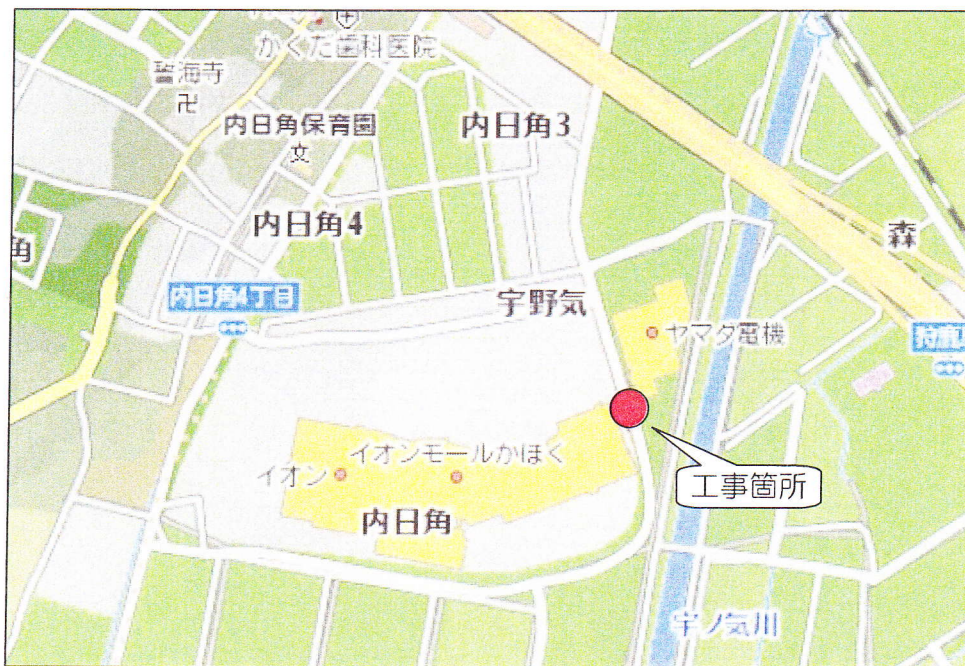 かくだ歯科医院
聖海寺
内日角保育園
内日角3
内日角4
角
森
内日角4丁目
宇野気
ヤマダ電機
イオンモールかほく
イオン
工事箇所
内日角
宇ノ気川